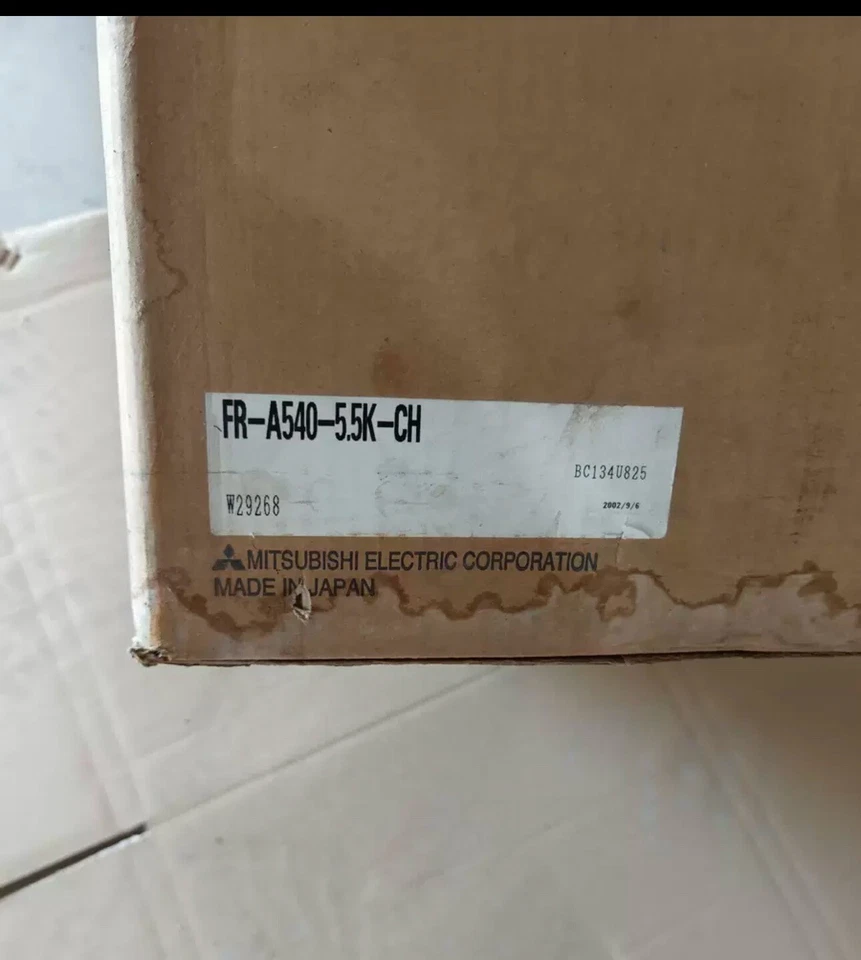 FR-A540-5.5K-CH
BC134U825
W29268
2002/9/6
MITSUBISHI ELECTRIC CORPORATION
MADE IN JAPAN